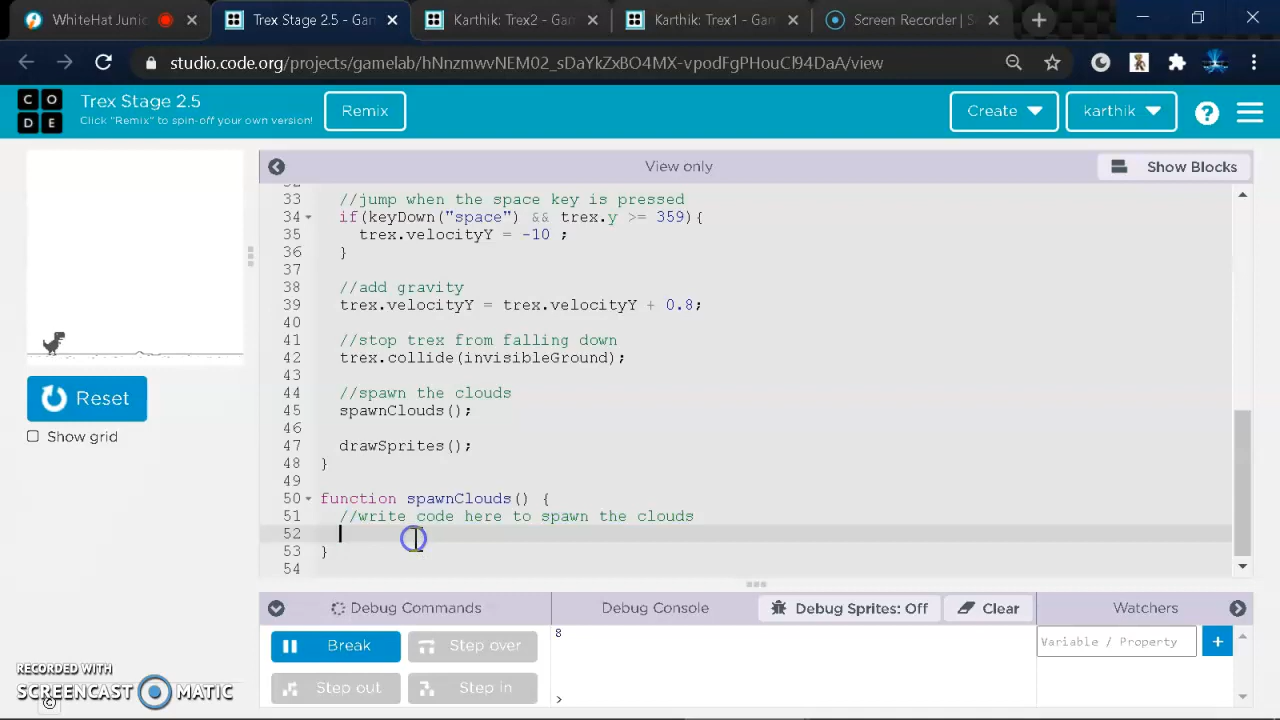 WhiteHat Junio
Trex Stage 2.5 - Gam
Karthik: Trex2 - Gam
Karthik: Trex1 - Gam
Screen Recorder | S
studio.code.org/projects/gamelab/hNnzmwvNEM02_sDaYkZxBO4MX-vpodFgPHouCl94DaA/view
C O
D E
Trex Stage 2.5
Click "Remix" to spin-off your own version!
Remix
Create
karthik
?
View only
Show Blocks
Reset
Show grid
32
33 //jump when the space key is pressed
34 if(keyDown("space") && trex.y >= 359){
35 trex.velocityY = -10 ;
36 }
37
38 //add gravity
39 trex.velocityY = trex.velocityY + 0.8;
40
41 //stop trex from falling down
42 trex.collide(invisibleGround);
43
44 //spawn the clouds
45 spawnClouds();
46
47 drawSprites();
48 }
49
50 function spawnClouds() {
51 //write code here to spawn the clouds
52
53 }
54
Debug Commands
Debug Console
Debug Sprites: Off
Clear
Watchers
Break
Step over
Step out
Step in
8
>
Variable / Property
+
RECORDED WITH
SCREENCAST MATIC
©